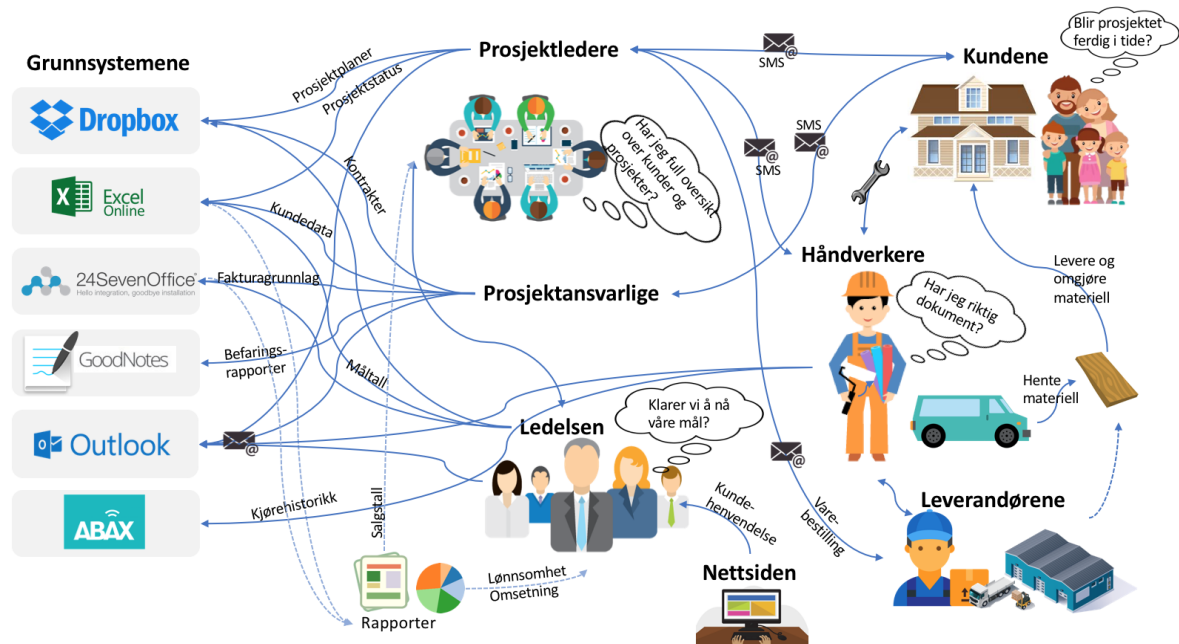 Grunnsystemene
Dropbox
Excel
Online
24SevenOffice
Hello integration, goodbye installation
GoodNotes
Outlook
ABAX
Prosjektplaner
Prosjektstatus
Kontrakter
Kundedata
Fakturagrunnlag
Befarings-
rapporter
Måltall
Kjørehistorikk
@
Salgstall
Rapporter
Lønnsomhet
Omsetning
Prosjektledere
Har jeg full oversikt
over kunder og
prosjekter?
Prosjektansvarlige
Ledelsen
Klarer vi å nå
våre mål?
Kunde-
henvendelse
Nettsiden
@
SMS
@
SMS
SMS
@
@
Vare-
bestilling
Kundene
Blir prosjektet
ferdig i tide?
Håndverkere
Har jeg riktig
dokument?
Levere og
omgjøre
materiell
Hente
materiell
Leverandørene